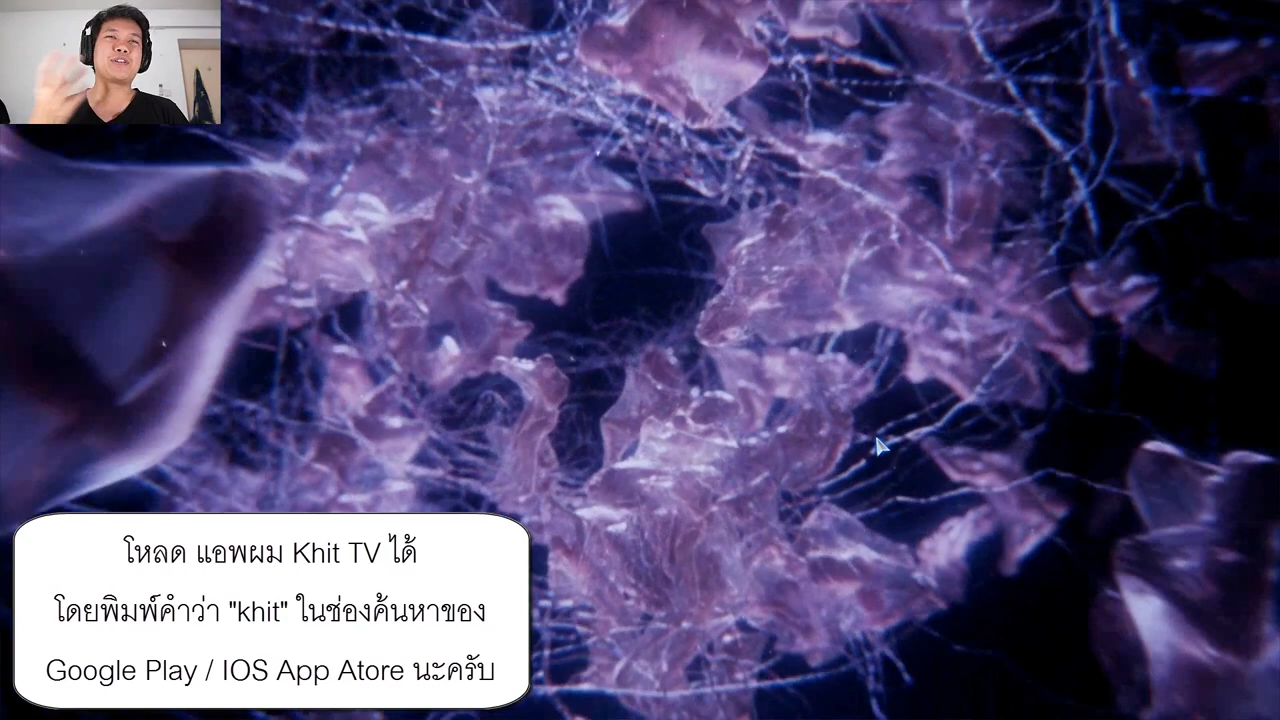 โหลด แอพผม Khit TV ได้
โดยพิมพ์คำว่า "khit" ในช่องค้นหาของ
Google Play / IOS App Atore นะครับ